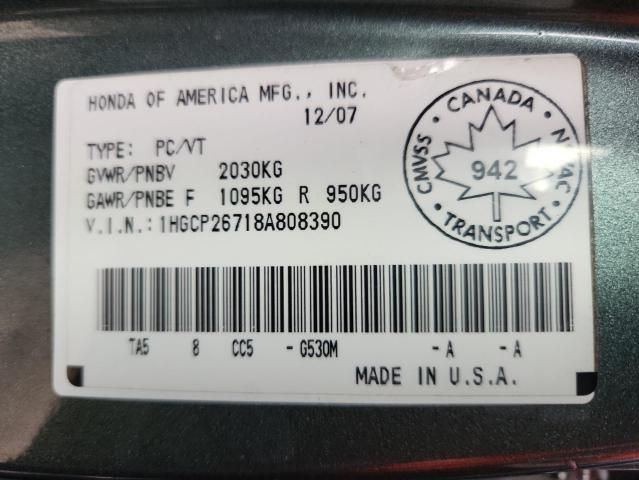 HONDA OF AMERICA MFG., INC.
12/07
TYPE: PC/VT
GVWR/PNBV 2030KG
GAWR/PNBE F 1095KG R 950KG
V.I.N.: 1HGCP26718A808390
CANADA
CMVSS 942 NSVAC
TRANSPORT
TA5 8 CC5 - G530M - A - A
MADE IN U.S.A.